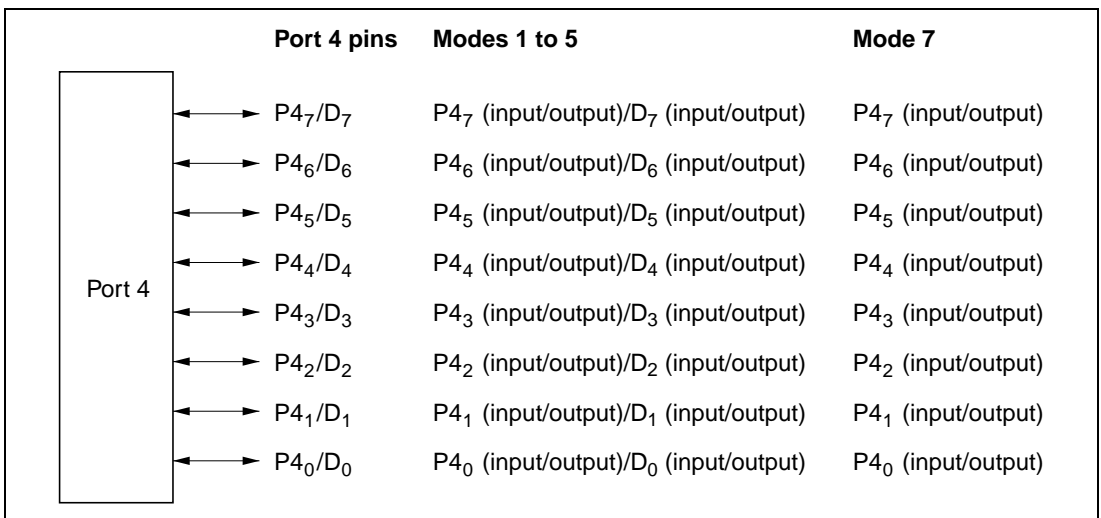 Port 4 pins Modes 1 to 5 Mode 7
P4₇/D₇ P4₇ (input/output)/D₇ (input/output) P4₇ (input/output)
P4₆/D₆ P4₆ (input/output)/D₆ (input/output) P4₆ (input/output)
P4₅/D₅ P4₅ (input/output)/D₅ (input/output) P4₅ (input/output)
P4₄/D₄ P4₄ (input/output)/D₄ (input/output) P4₄ (input/output)
Port 4
P4₃/D₃ P4₃ (input/output)/D₃ (input/output) P4₃ (input/output)
P4₂/D₂ P4₂ (input/output)/D₂ (input/output) P4₂ (input/output)
P4₁/D₁ P4₁ (input/output)/D₁ (input/output) P4₁ (input/output)
P4₀/D₀ P4₀ (input/output)/D₀ (input/output) P4₀ (input/output)